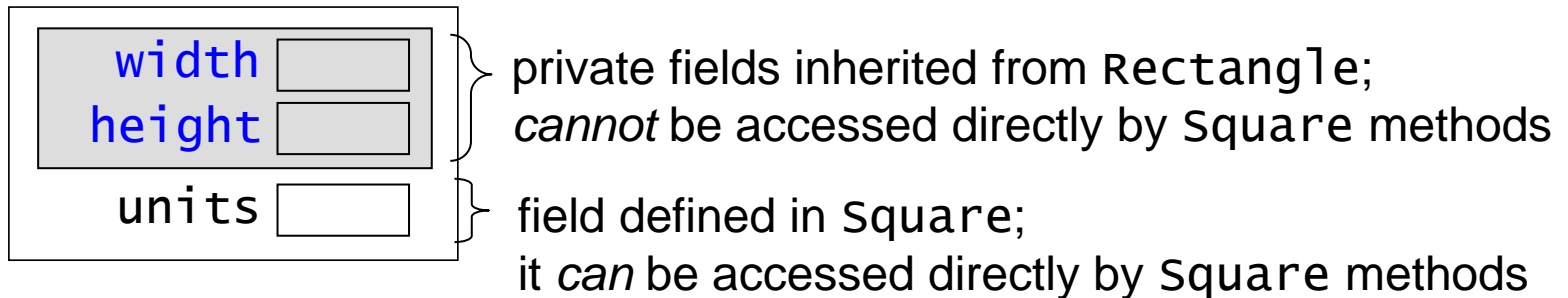 width
height
private fields inherited from Rectangle;
cannot be accessed directly by Square methods
units
field defined in Square;
it can be accessed directly by Square methods